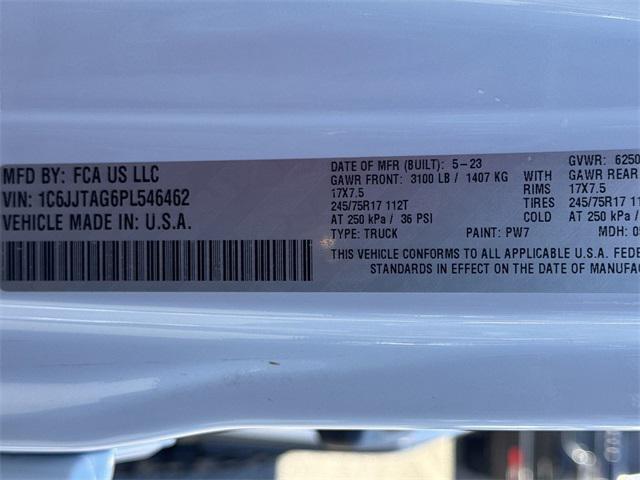 MFD BY: FCA US LLC
VIN: 1C6JJTAG6PL546462
VEHICLE MADE IN: U.S.A.
DATE OF MFR (BUILT): 5-23 GVWR: 6250
GAWR FRONT: 3100 LB / 1407 KG WITH GAWR REAR
17X7.5 RIMS 17X7.5
245/75R17 112T TIRES 245/75R17
AT 250 kPa / 36 PSI COLD AT 250 kPa /
TYPE: TRUCK PAINT: PW7 MDH:
THIS VEHICLE CONFORMS TO ALL APPLICABLE U.S.A. FEDE
STANDARDS IN EFFECT ON THE DATE OF MANUFAC